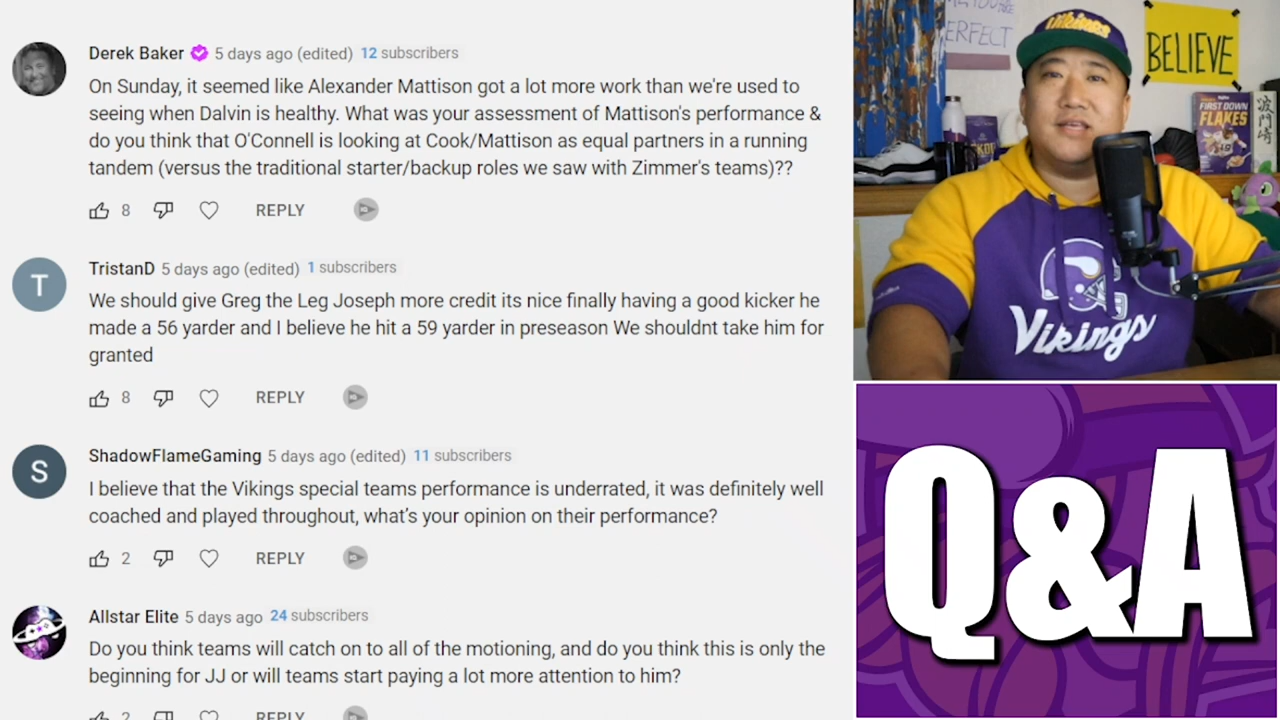 Derek Baker 5 days ago (edited) 12 subscribers
On Sunday, it seemed like Alexander Mattison got a lot more work than we're used to
seeing when Dalvin is healthy. What was your assessment of Mattison's performance &
do you think that O'Connell is looking at Cook/Mattison as equal partners in a running
tandem (versus the traditional starter/backup roles we saw with Zimmer's teams)??
8 REPLY
T
TristanD 5 days ago (edited) 1 subscribers
We should give Greg the Leg Joseph more credit its nice finally having a good kicker he
made a 56 yarder and I believe he hit a 59 yarder in preseason We shouldnt take him for
granted
8 REPLY
S
ShadowFlameGaming 5 days ago (edited) 11 subscribers
I believe that the Vikings special teams performance is underrated, it was definitely well
coached and played throughout, what's your opinion on their performance?
2 REPLY
Allstar Elite 5 days ago 24 subscribers
Do you think teams will catch on to all of the motioning, and do you think this is only the
beginning for JJ or will teams start paying a lot more attention to him?
2 REPLY
Vikings
BELIEVE
FIRST DOWN
FLAKES
Vikings
Q&A